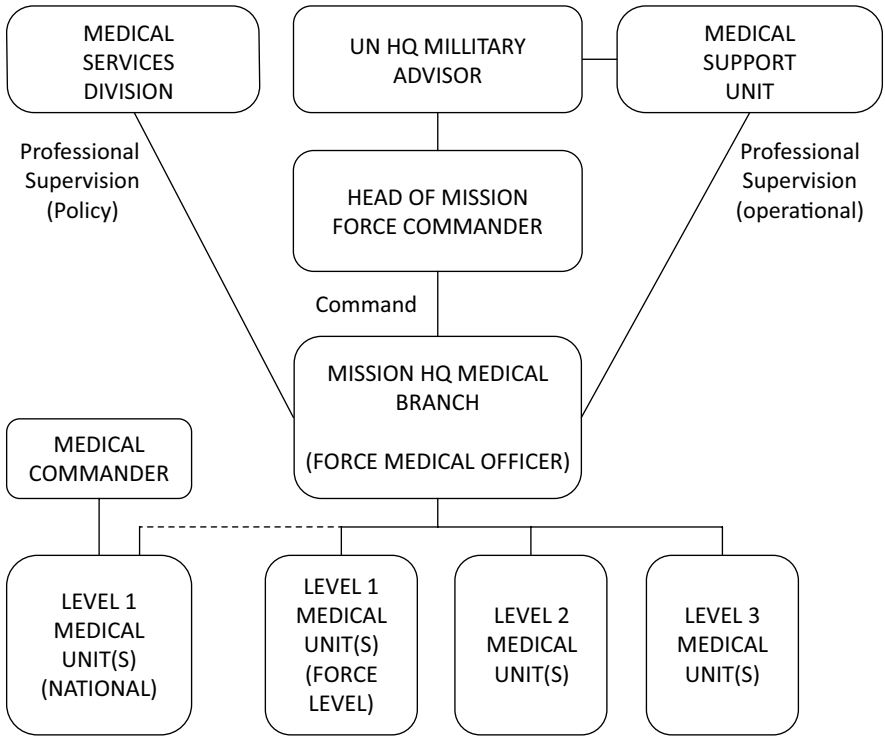 MEDICAL
SERVICES
DIVISION
UN HQ MILLITARY
ADVISOR
MEDICAL
SUPPORT
UNIT
Professional
Supervision
(Policy)
Professional
Supervision
(operational)
HEAD OF MISSION
FORCE COMMANDER
Command
MISSION HQ MEDICAL
BRANCH
(FORCE MEDICAL OFFICER)
MEDICAL
COMMANDER
LEVEL 1
MEDICAL
UNIT(S)
(NATIONAL)
LEVEL 1
MEDICAL
UNIT(S)
(FORCE
LEVEL)
LEVEL 2
MEDICAL
UNIT(S)
LEVEL 3
MEDICAL
UNIT(S)